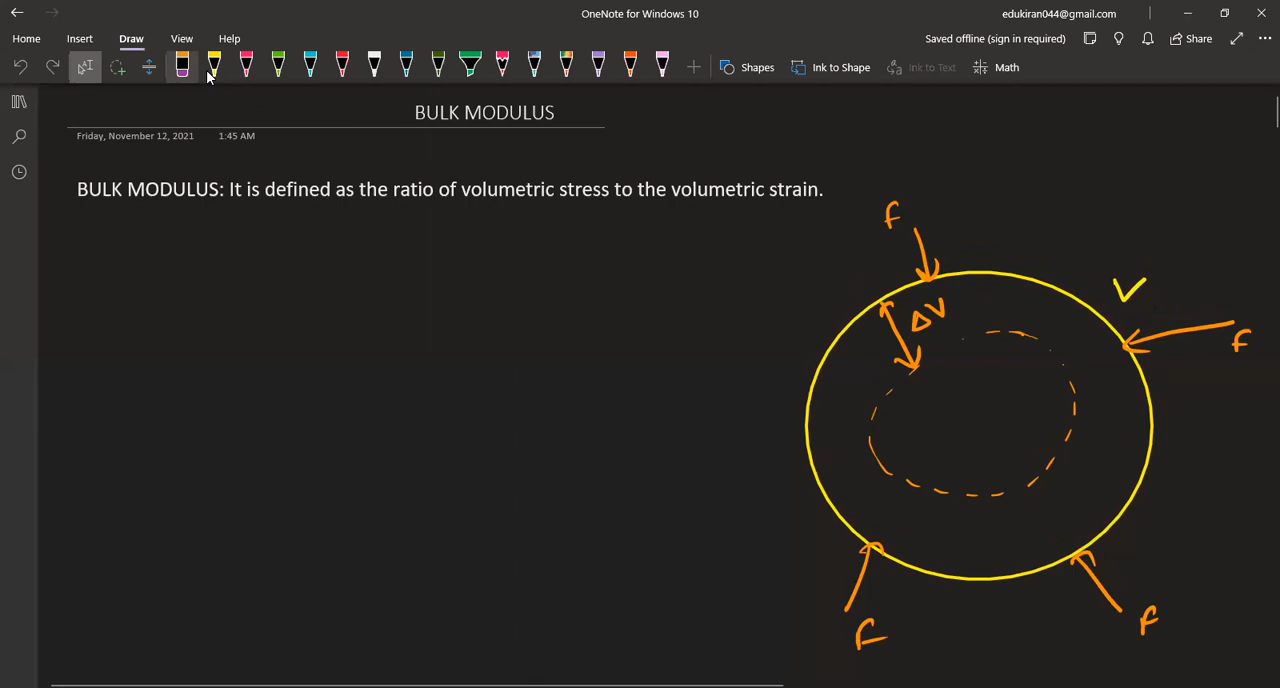 OneNote for Windows 10
edukiran044@gmail.com
Home Insert Draw View Help
Saved offline (sign in required) Share
Shapes Ink to Shape Ink to Text Math
BULK MODULUS
Friday, November 12, 2021 1:45 AM
BULK MODULUS: It is defined as the ratio of volumetric stress to the volumetric strain.
F
V
ΔV
F
F
F